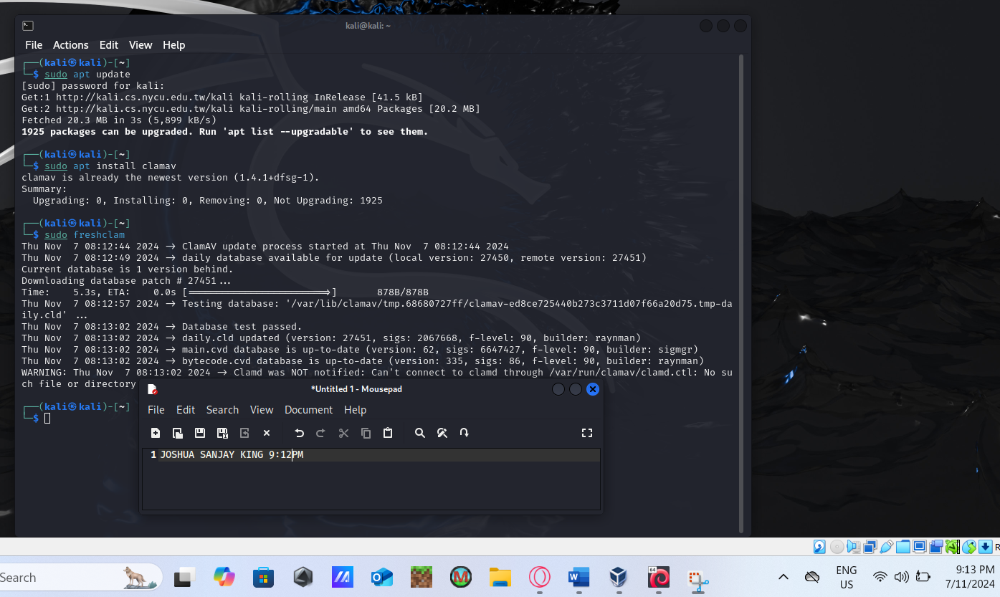 kali@kali: ~
File Actions Edit View Help
┌──(kali㉿kali)-[~]
└─$ sudo apt update
[sudo] password for kali:
Get:1 http://kali.cs.nycu.edu.tw/kali kali-rolling InRelease [41.5 kB]
Get:2 http://kali.cs.nycu.edu.tw/kali kali-rolling/main amd64 Packages [20.2 MB]
Fetched 20.3 MB in 3s (5,899 kB/s)
1925 packages can be upgraded. Run 'apt list --upgradable' to see them.
┌──(kali㉿kali)-[~]
└─$ sudo apt install clamav
clamav is already the newest version (1.4.1+dfsg-1).
Summary:
Upgrading: 0, Installing: 0, Removing: 0, Not Upgrading: 1925
┌──(kali㉿kali)-[~]
└─$ sudo freshclam
Thu Nov  7 08:12:44 2024 -> ClamAV update process started at Thu Nov  7 08:12:44 2024
Thu Nov  7 08:12:49 2024 -> daily database available for update (local version: 27450, remote version: 27451)
Current database is 1 version behind.
Downloading database patch # 27451...
Time:    5.3s, ETA:    0.0s [========================>]       878B/878B
Thu Nov  7 08:12:57 2024 -> Testing database: '/var/lib/clamav/tmp.68680727ff/clamav-ed8ce725440b273c3711d07f66a20d75.tmp-da
ily.cld' ...
Thu Nov  7 08:13:02 2024 -> Database test passed.
Thu Nov  7 08:13:02 2024 -> daily.cld updated (version: 27451, sigs: 2067668, f-level: 90, builder: raynman)
Thu Nov  7 08:13:02 2024 -> main.cvd database is up-to-date (version: 62, sigs: 6647427, f-level: 90, builder: sigmgr)
Thu Nov  7 08:13:02 2024 -> bytecode.cvd database is up-to-date (version: 335, sigs: 86, f-level: 90, builder: raynman)
WARNING: Thu Nov  7 08:13:02 2024 -> Clamd was NOT notified: Can't connect to clamd through /var/run/clamav/clamd.ctl: No su
ch file or directory
┌──(kali㉿kali)-[~]
└─$
*Untitled 1 - Mousepad
File Edit Search View Document Help
1 JOSHUA SANJAY KING 9:12PM
R
Search
64
ENG
US
9:13 PM
7/11/2024